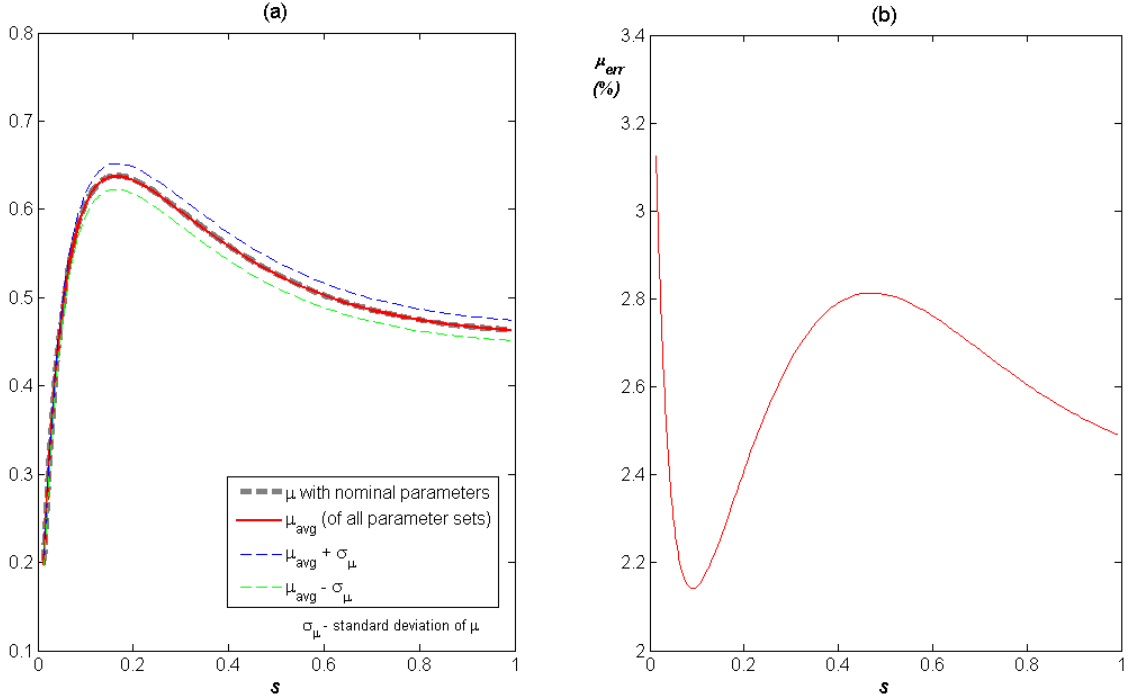 (a)
0.8
0.7
0.6
0.5
0.4
0.3
0.2
0.1
0 0.2 0.4 0.6 0.8 1
s
μ with nominal parameters
μavg (of all parameter sets)
μavg + σμ
μavg - σμ
σμ - standard deviation of μ
(b)
μerr
(%)
3.4
3.2
3
2.8
2.6
2.4
2.2
2
0 0.2 0.4 0.6 0.8 1
s